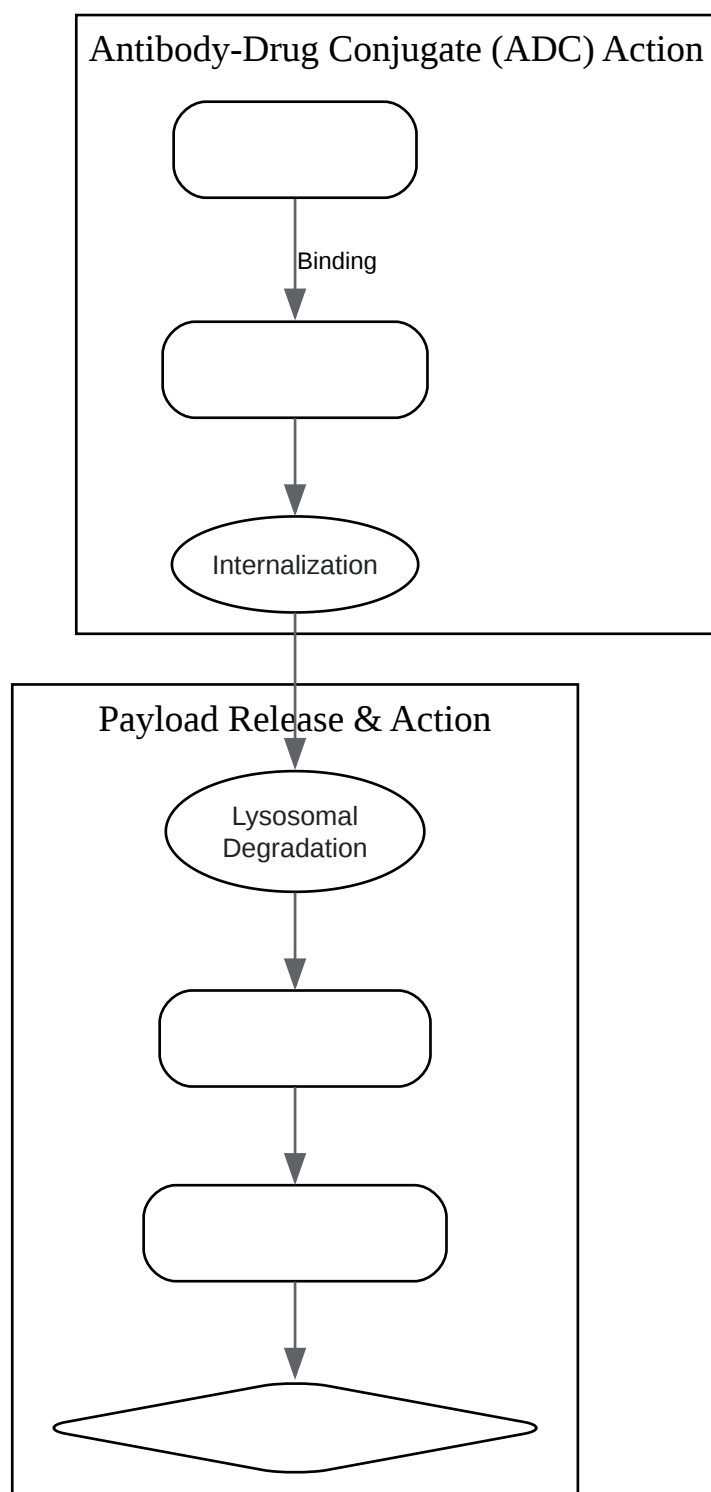 Antibody-Drug Conjugate (ADC) Action
Binding
Internalization
Payload Release & Action
Lysosomal
Degradation